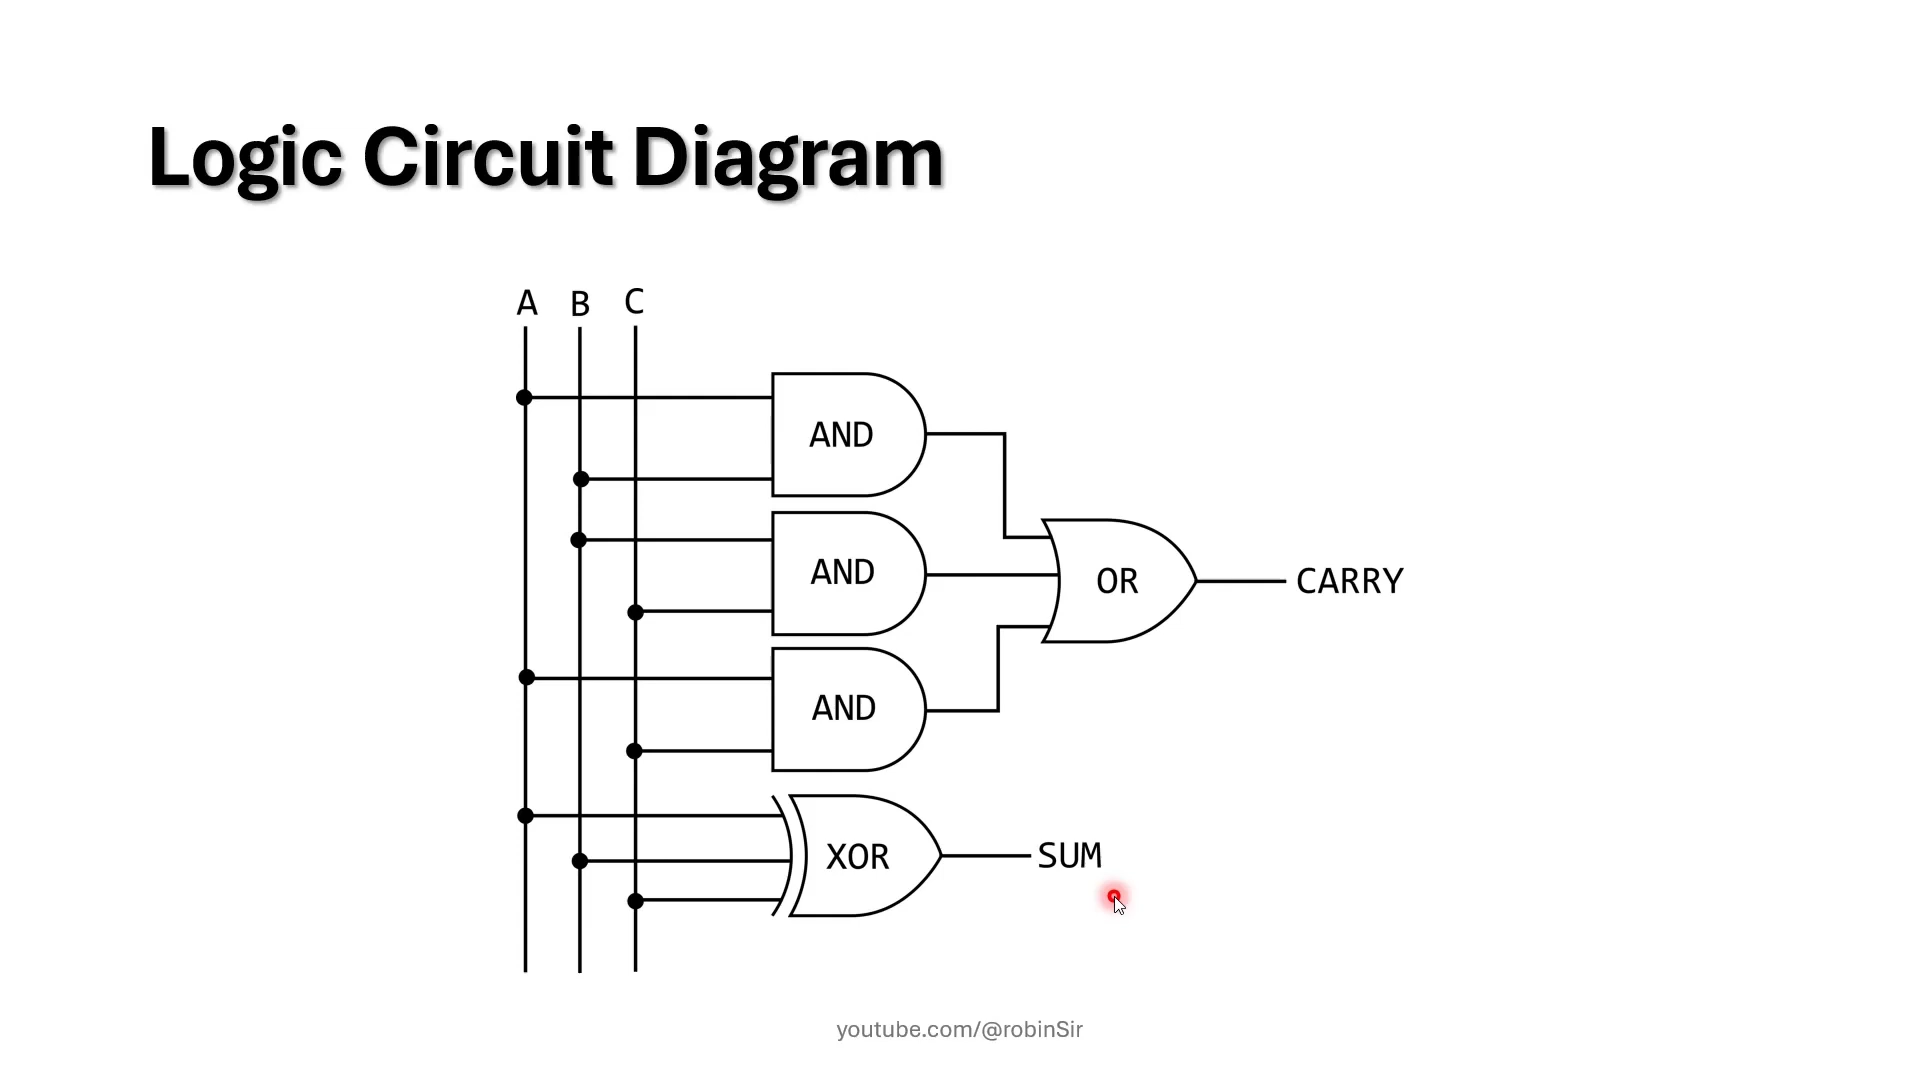 Logic Circuit Diagram
A B C
AND
AND
OR
CARRY
AND
XOR
SUM
youtube.com/@robinSir